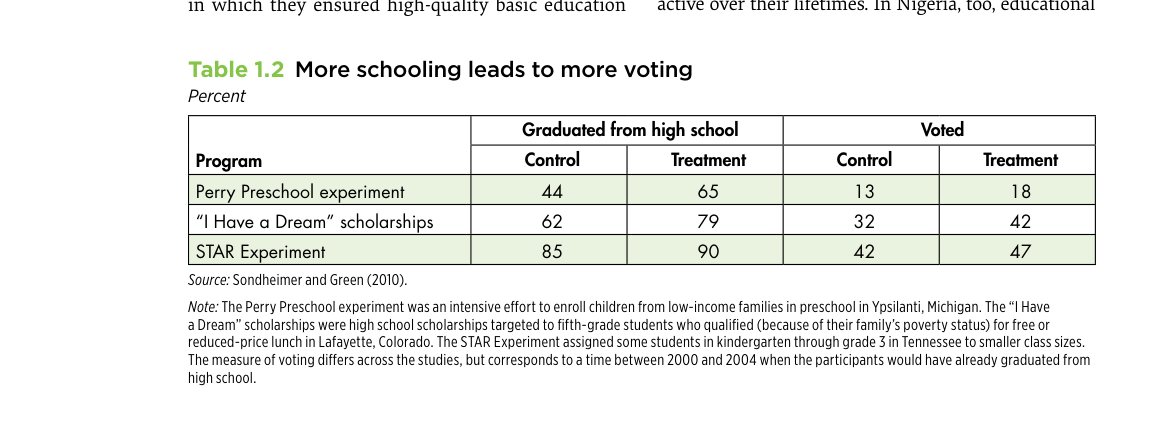 in which they ensured high-quality basic education
active over their lifetimes. In Nigeria, too, educational
Table 1.2 More schooling leads to more voting
Percent
Graduated from high school Voted
Program Control Treatment Control Treatment
Perry Preschool experiment 44 65 13 18
“I Have a Dream” scholarships 62 79 32 42
STAR Experiment 85 90 42 47
Source: Sondheimer and Green (2010).
Note: The Perry Preschool experiment was an intensive effort to enroll children from low-income families in preschool in Ypsilanti, Michigan. The “I Have
a Dream” scholarships were high school scholarships targeted to fifth-grade students who qualified (because of their family’s poverty status) for free or
reduced-price lunch in Lafayette, Colorado. The STAR Experiment assigned some students in kindergarten through grade 3 in Tennessee to smaller class sizes.
The measure of voting differs across the studies, but corresponds to a time between 2000 and 2004 when the participants would have already graduated from
high school.